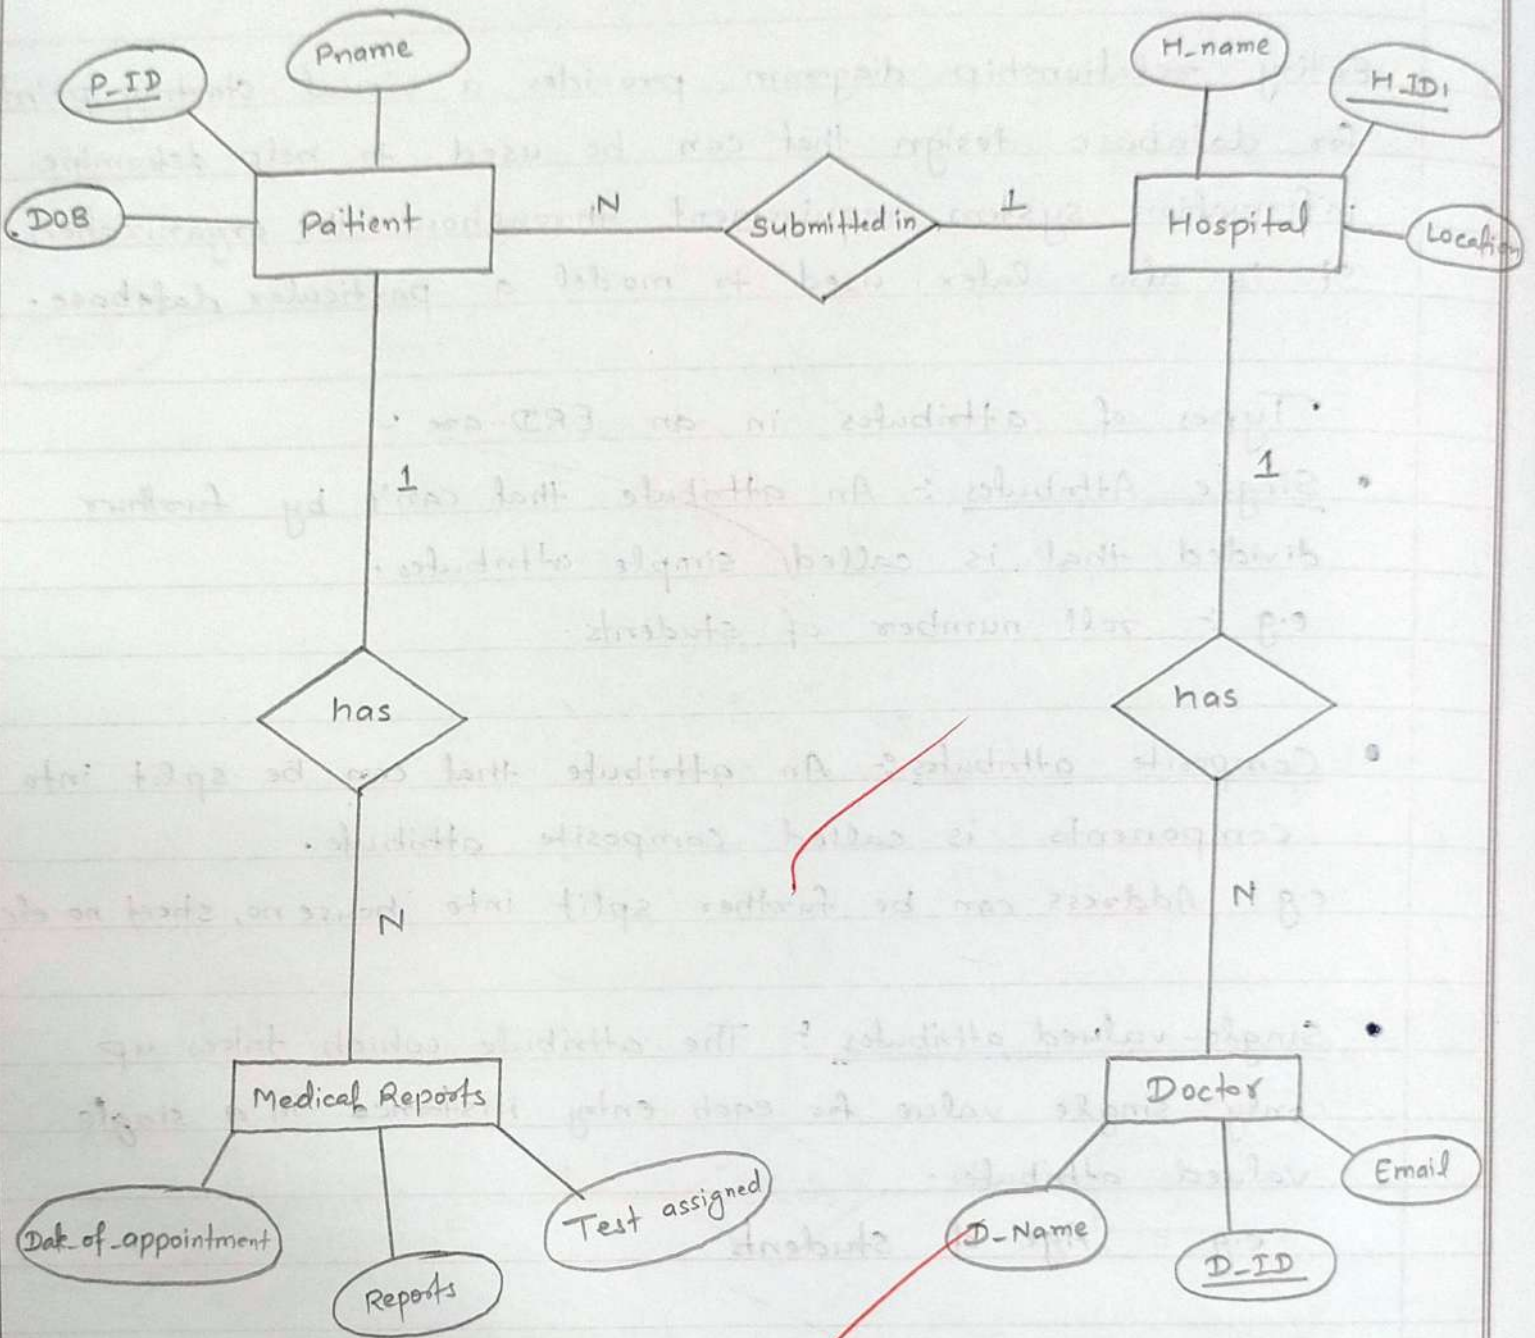 Pname
H_name
P_ID
H_ID1
DOB
Patient
N
Submitted in
1
Hospital
Location
1
1
has
has
N
N
Medical Reports
Doctor
Date_of_appointment
Reports
Test assigned
D_Name
D_ID
Email